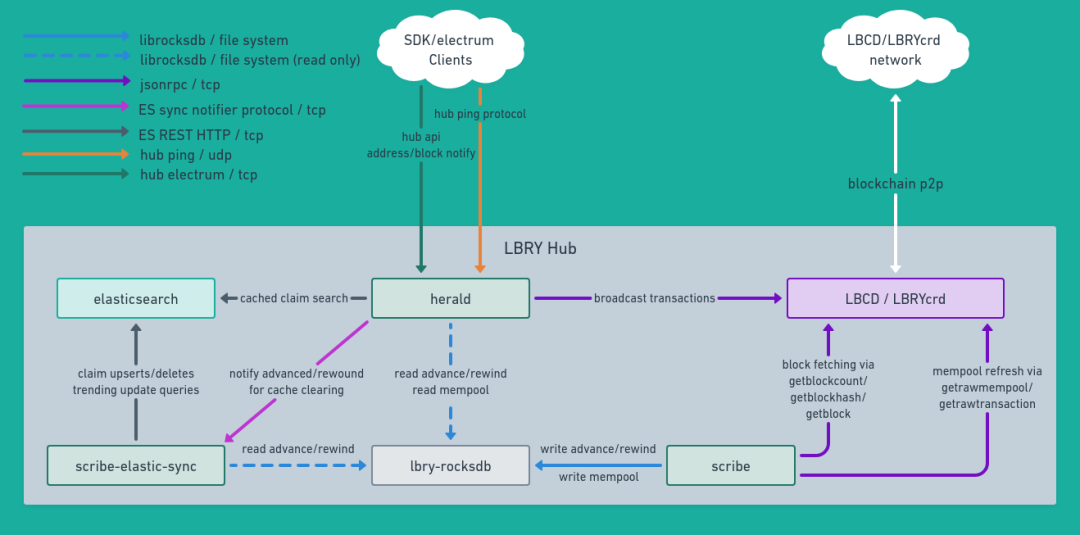 librocksdb / file system
librocksdb / file system (read only)
jsonrpc / tcp
ES sync notifier protocol / tcp
ES REST HTTP / tcp
hub ping / udp
hub electrum / tcp
SDK/electrum
Clients
LBCD/LBRYcrd
network
hub ping protocol
hub api
address/block notify
blockchain p2p
LBRY Hub
elasticsearch
cached claim search
herald
broadcast transactions
LBCD / LBRYcrd
claim upserts/deletes
trending update queries
notify advanced/rewound
for cache clearing
read advance/rewind
read mempool
block fetching via
getblockcount/
getblockhash/
getblock
mempool refresh via
getrawmempool/
getrawtransaction
scribe-elastic-sync
read advance/rewind
lbry-rocksdb
write advance/rewind
write mempool
scribe